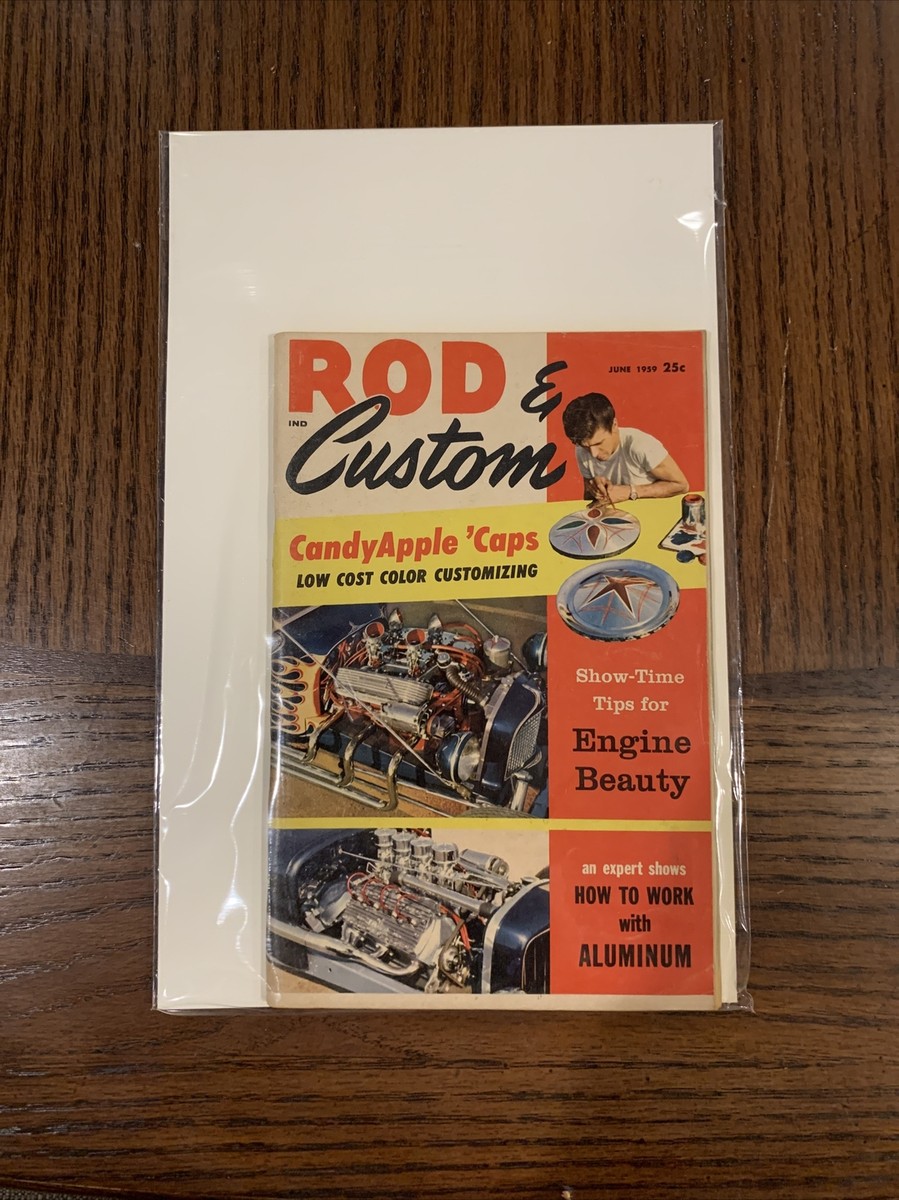 ROD &
IND
Custom
JUNE 1959 25c
CandyApple 'Caps
LOW COST COLOR CUSTOMIZING
Show-Time
Tips for
Engine
Beauty
an expert shows
HOW TO WORK
with
ALUMINUM